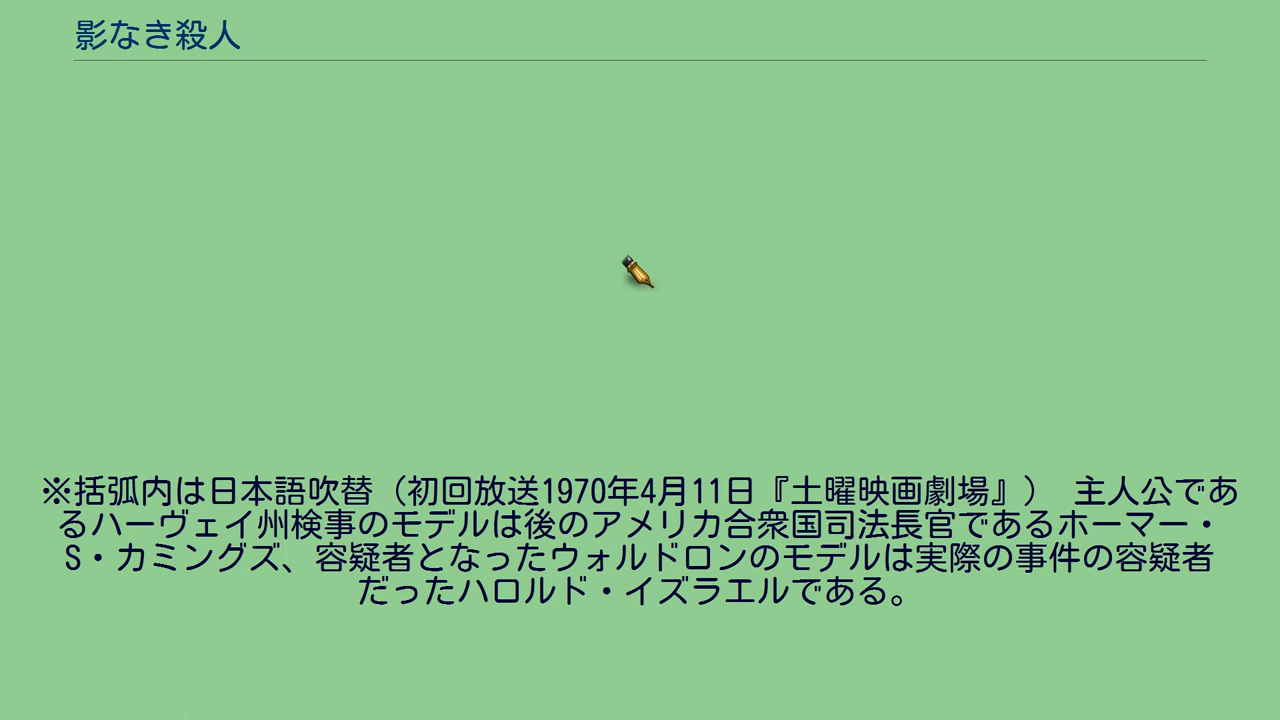 影なき殺人
※括弧内は日本語吹替（初回放送1970年4月11日『土曜映画劇場』） 主人公であ
るハーヴェイ州検事のモデルは後のアメリカ合衆国司法長官であるホーマー・
S・カミングズ、容疑者となったウォルドロンのモデルは実際の事件の容疑者
だったハロルド・イズラエルである。